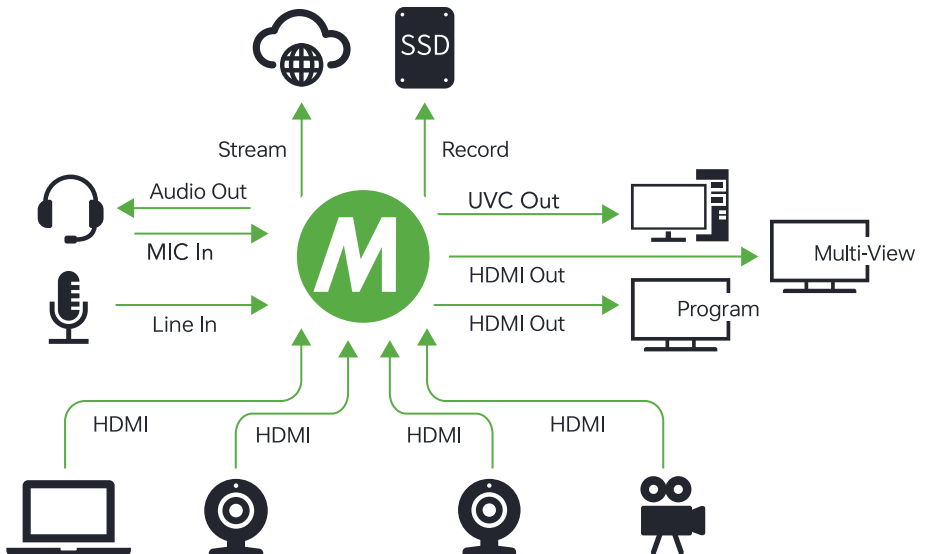 SSD
Stream
Record
Audio Out
UVC Out
MIC In
M
HDMI Out
Multi-View
Line In
HDMI Out
Program
HDMI
HDMI
HDMI
HDMI